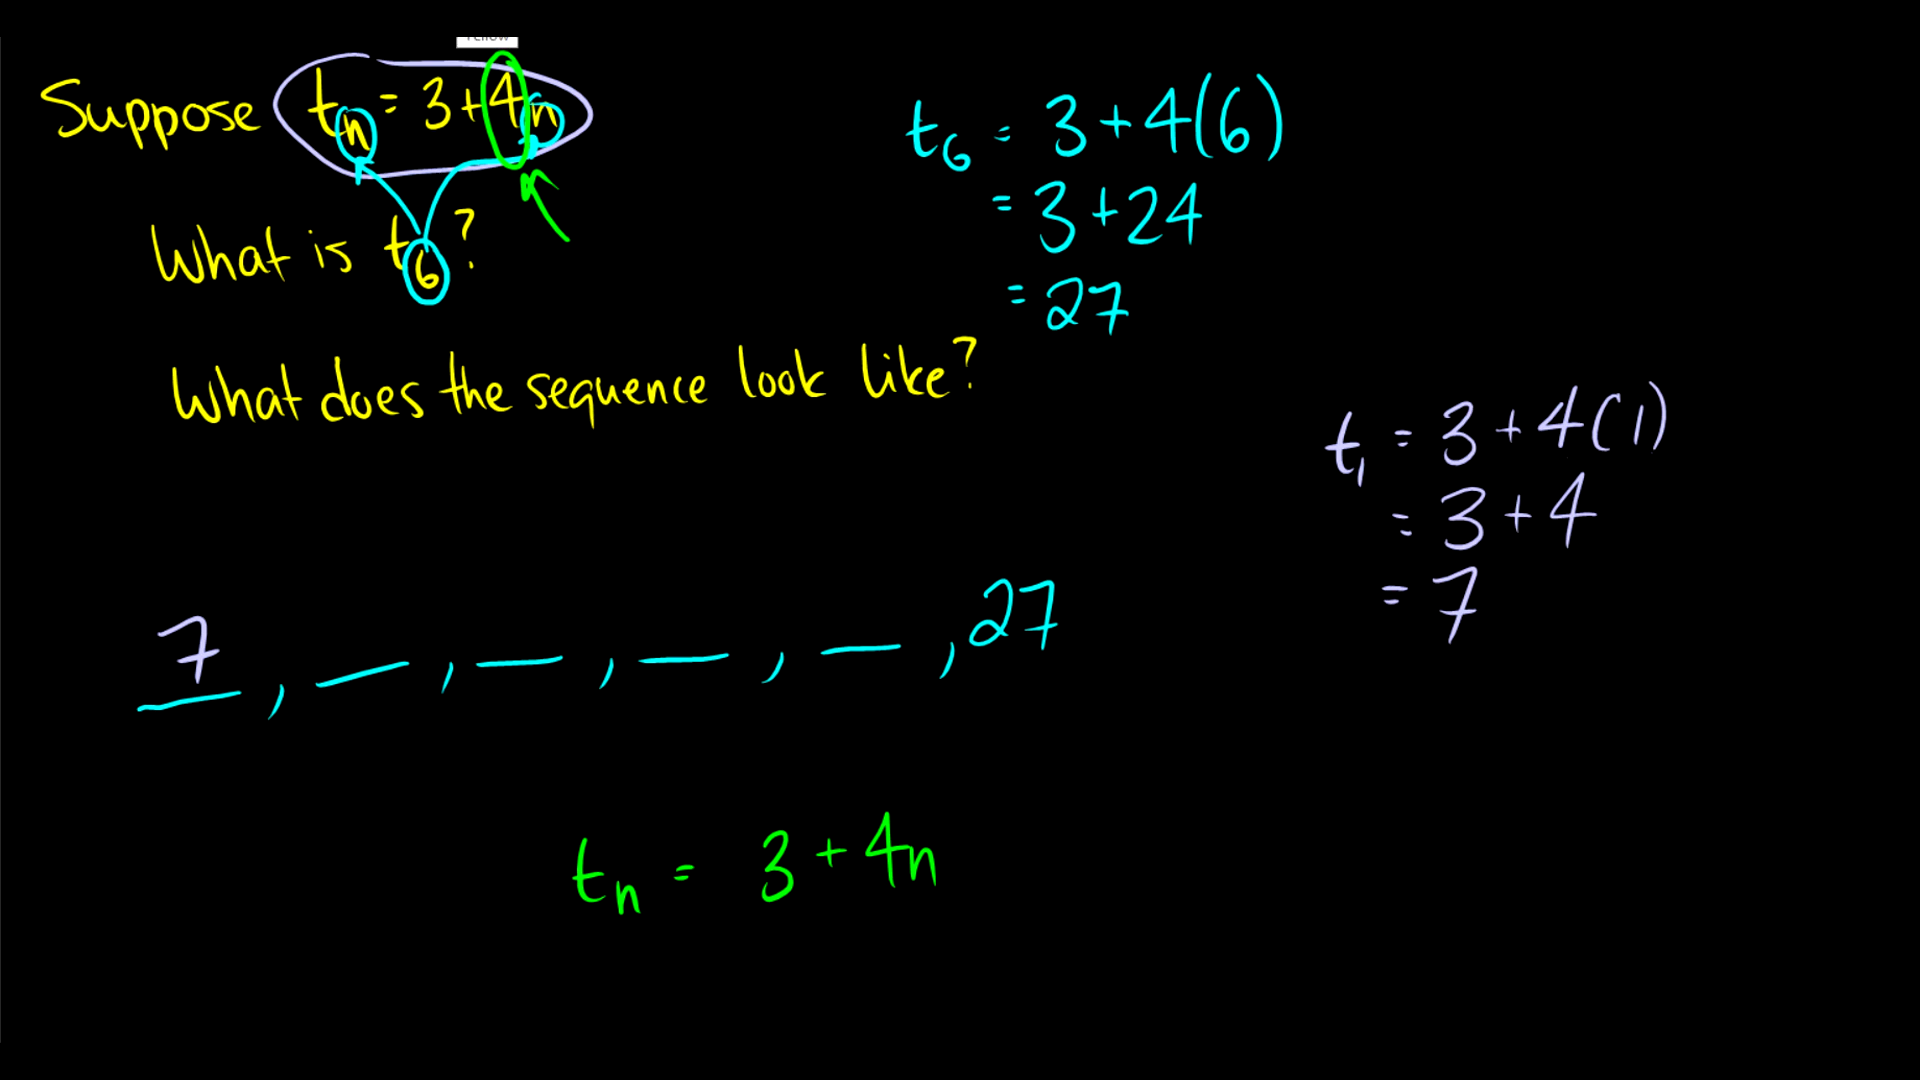 Suppose tₙ = 3+4n
What is t₆?
What does the sequence look like?
t₆ = 3+4(6)
= 3+24
= 27
t₁ = 3+4(1)
= 3+4
= 7
7, __, __, __, __, 27
tₙ = 3+4n